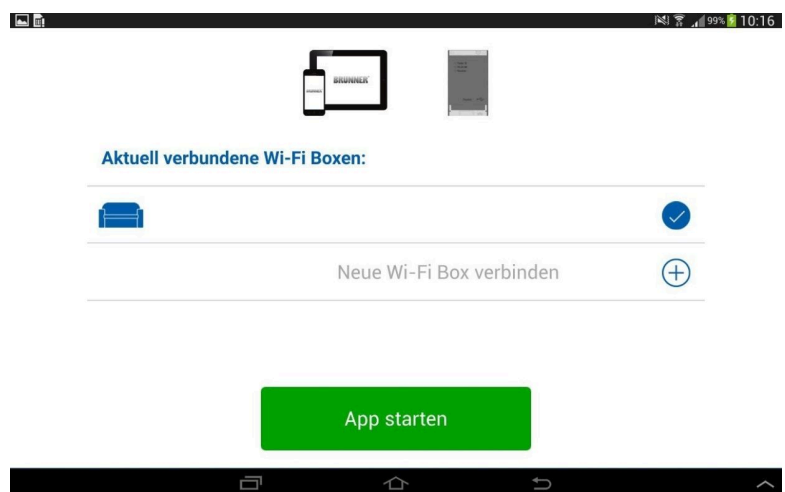 99% 10:16
BRUNNER
Aktuell verbundene Wi-Fi Boxen:
Neue Wi-Fi Box verbinden
App starten